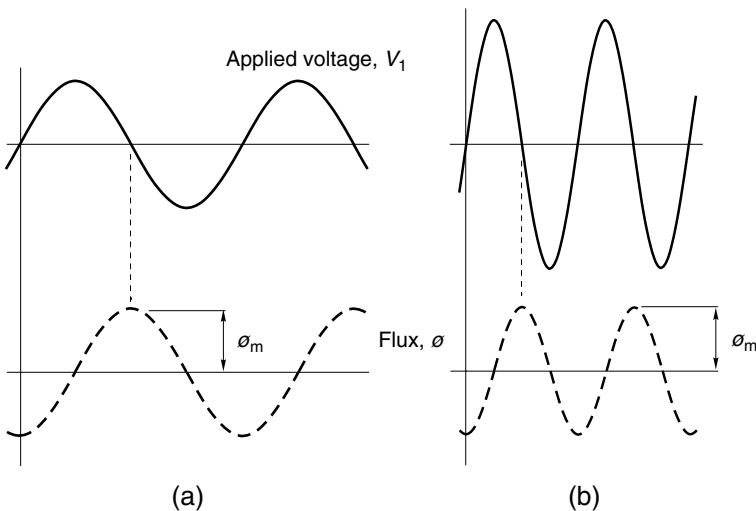 Applied voltage, V₁
øm
Flux, ø
øm
(a)
(b)